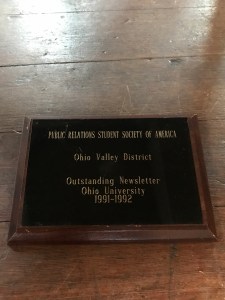 PUBLIC RELATIONS STUDENT SOCIETY OF AMERICA
Ohio Valley District
Outstanding Newsletter
Ohio University
1991-1992